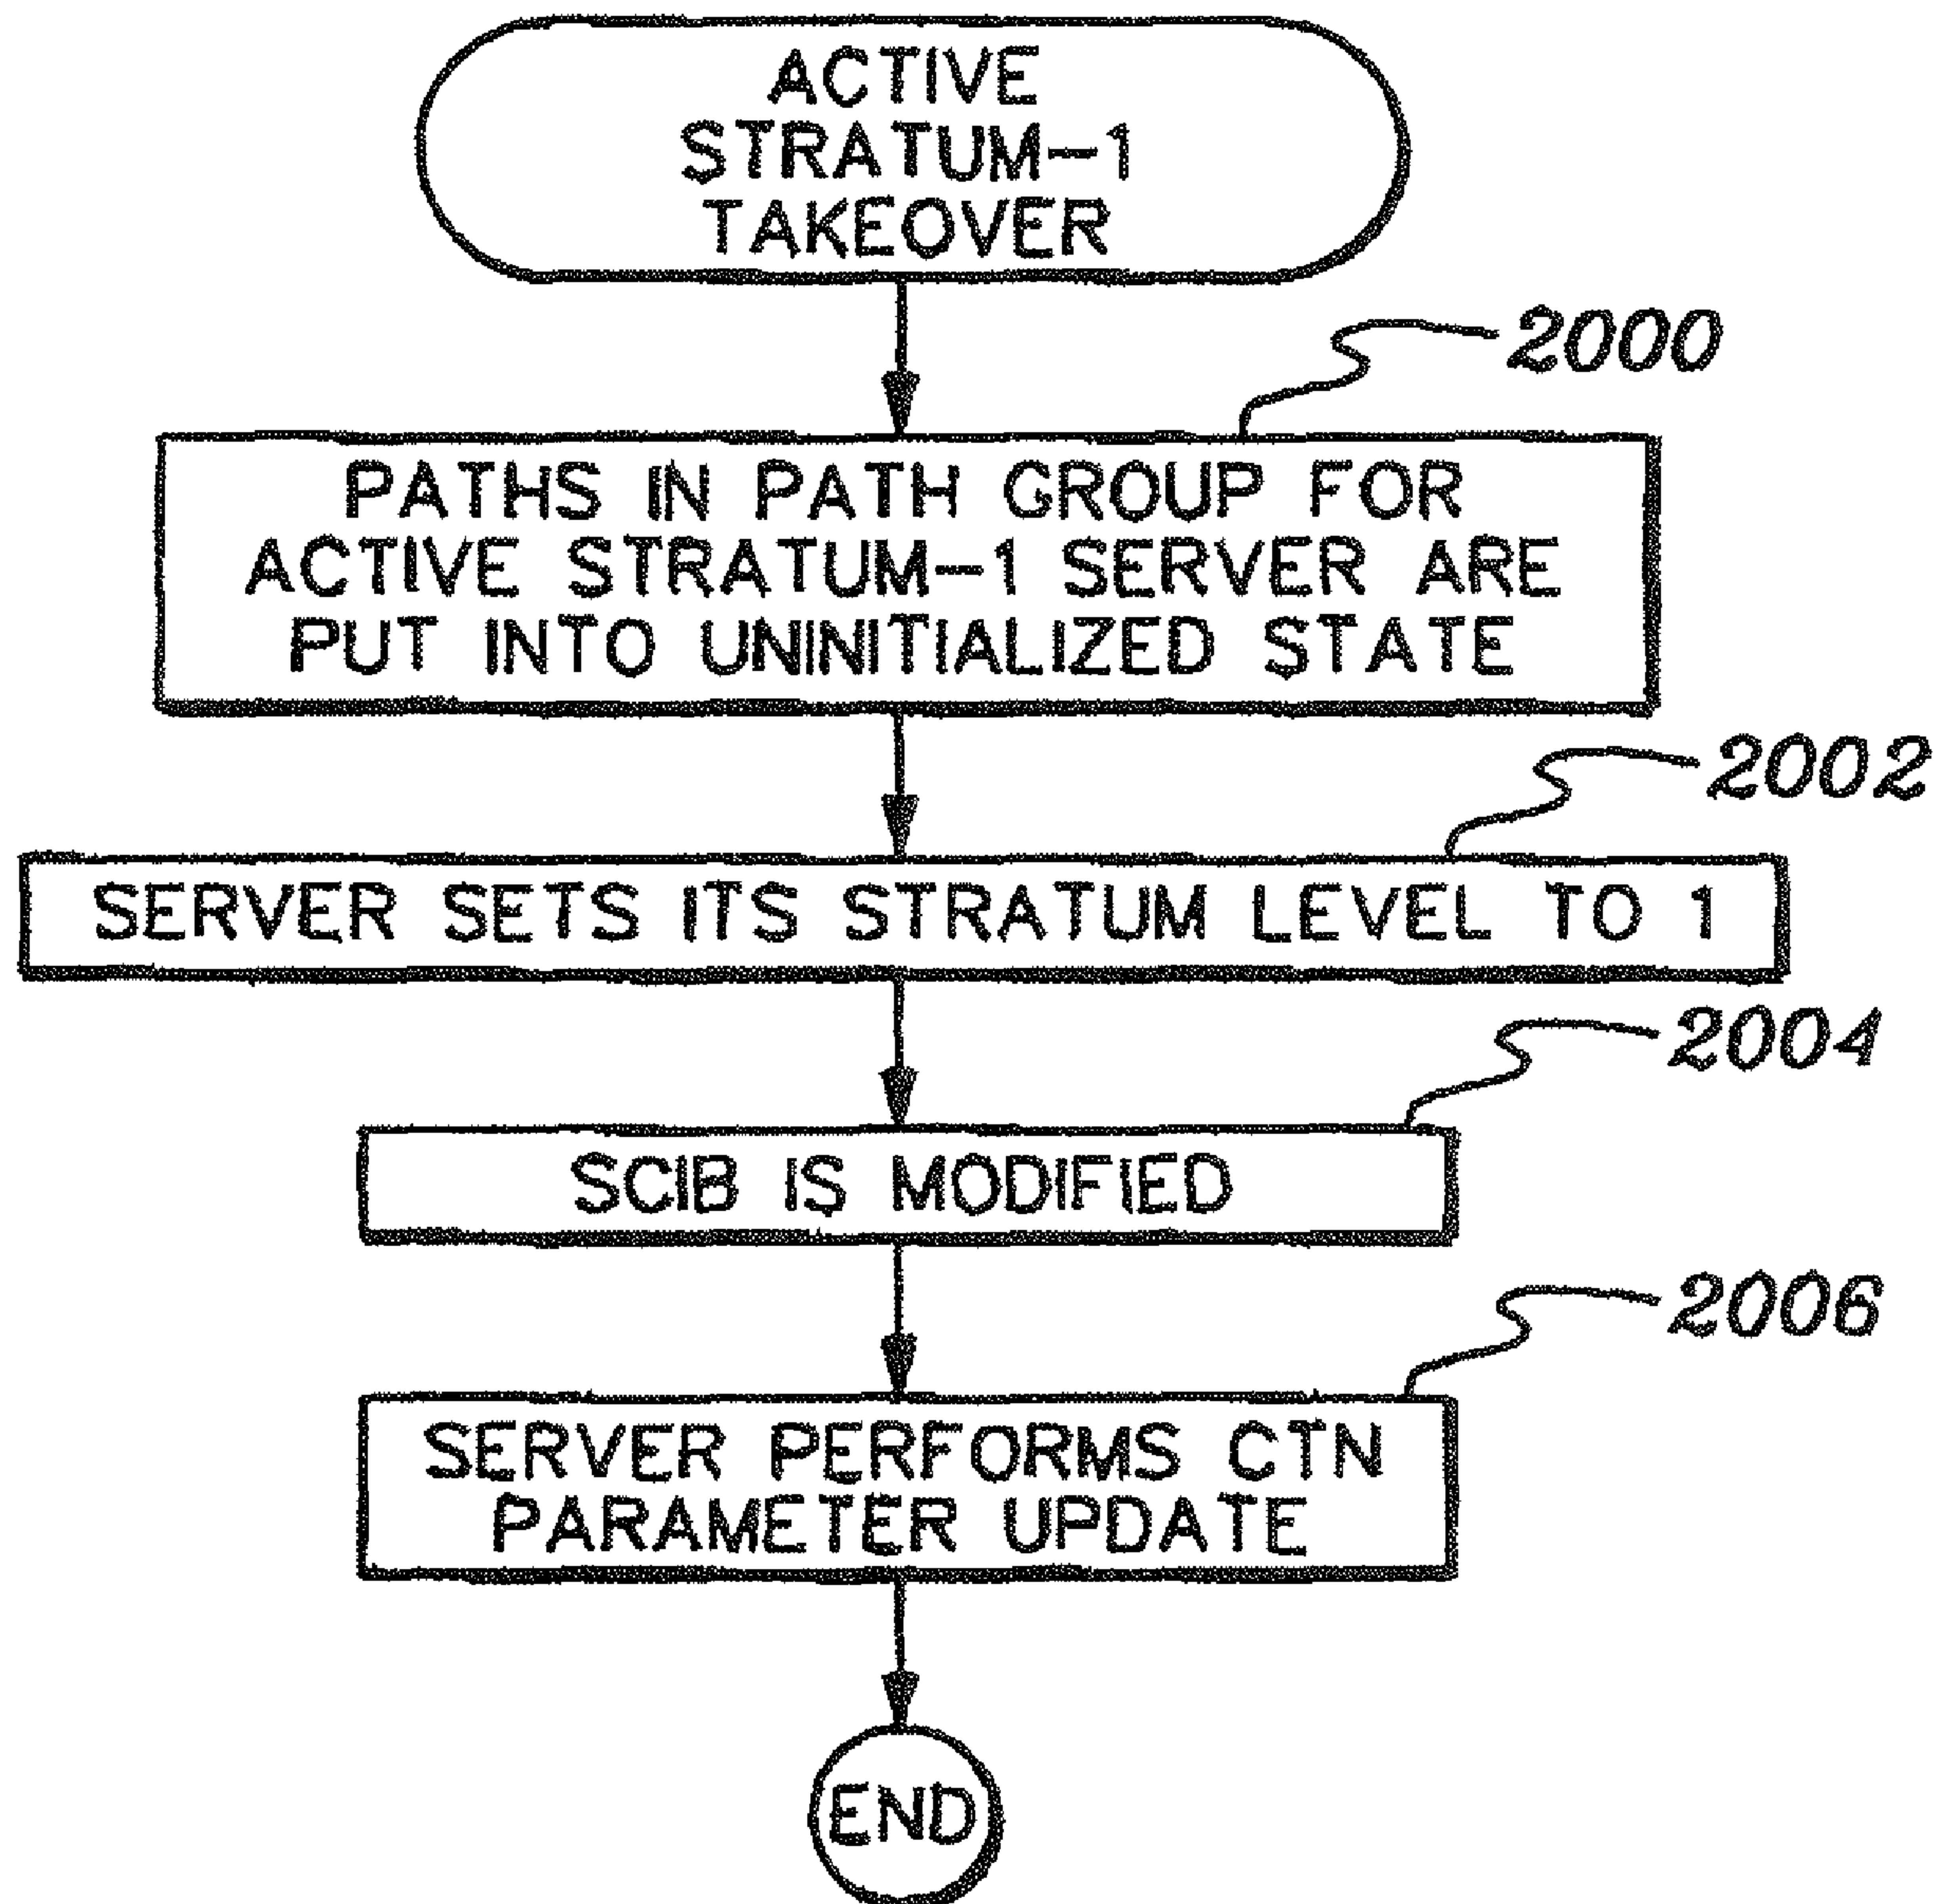 ACTIVE
STRATUM-1
TAKEOVER
2000
PATHS IN PATH GROUP FOR
ACTIVE STRATUM-1 SERVER ARE
PUT INTO UNINITIALIZED STATE
2002
SERVER SETS ITS STRATUM LEVEL TO 1
2004
SCIB IS MODIFIED
2006
SERVER PERFORMS CTN
PARAMETER UPDATE
END